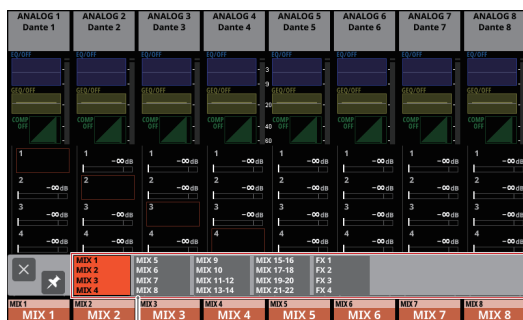 ANALOG 1 ANALOG 2 ANALOG 3 ANALOG 4 ANALOG 5 ANALOG 6 ANALOG 7 ANALOG 8
Dante 1 Dante 2 Dante 3 Dante 4 Dante 5 Dante 6 Dante 7 Dante 8
EQ/OFF EQ/OFF EQ/OFF EQ/OFF EQ/OFF EQ/OFF EQ/OFF EQ/OFF
3
9
GEQ/OFF GEQ/OFF GEQ/OFF GEQ/OFF GEQ/OFF GEQ/OFF GEQ/OFF GEQ/OFF
20
COMP COMP COMP COMP COMP COMP COMP COMP
OFF OFF OFF OFF OFF OFF OFF OFF
40
60
1 1 -∞dB 1 -∞dB 1 -∞dB 1 -∞dB 1 -∞dB 1 -∞dB 1 -∞dB
2 -∞dB 2 2 -∞dB 2 -∞dB 2 -∞dB 2 -∞dB 2 -∞dB 2 -∞dB
3 -∞dB 3 -∞dB 3 3 -∞dB 3 -∞dB 3 -∞dB 3 -∞dB 3 -∞dB
4 -∞dB 4 -∞dB 4 -∞dB 4 4 -∞dB 4 -∞dB 4 -∞dB 4 -∞dB
MIX 1 MIX 5 MIX 9 MIX 15-16 FX 1
MIX 2 MIX 6 MIX 10 MIX 17-18 FX 2
MIX 3 MIX 7 MIX 11-12 MIX 19-20 FX 3
MIX 4 MIX 8 MIX 13-14 MIX 21-22 FX 4
MIX 1 MIX 2 MIX 3 MIX 4 MIX 5 MIX 6 MIX 7 MIX 8
MIX 1 MIX 2 MIX 3 MIX 4 MIX 5 MIX 6 MIX 7 MIX 8